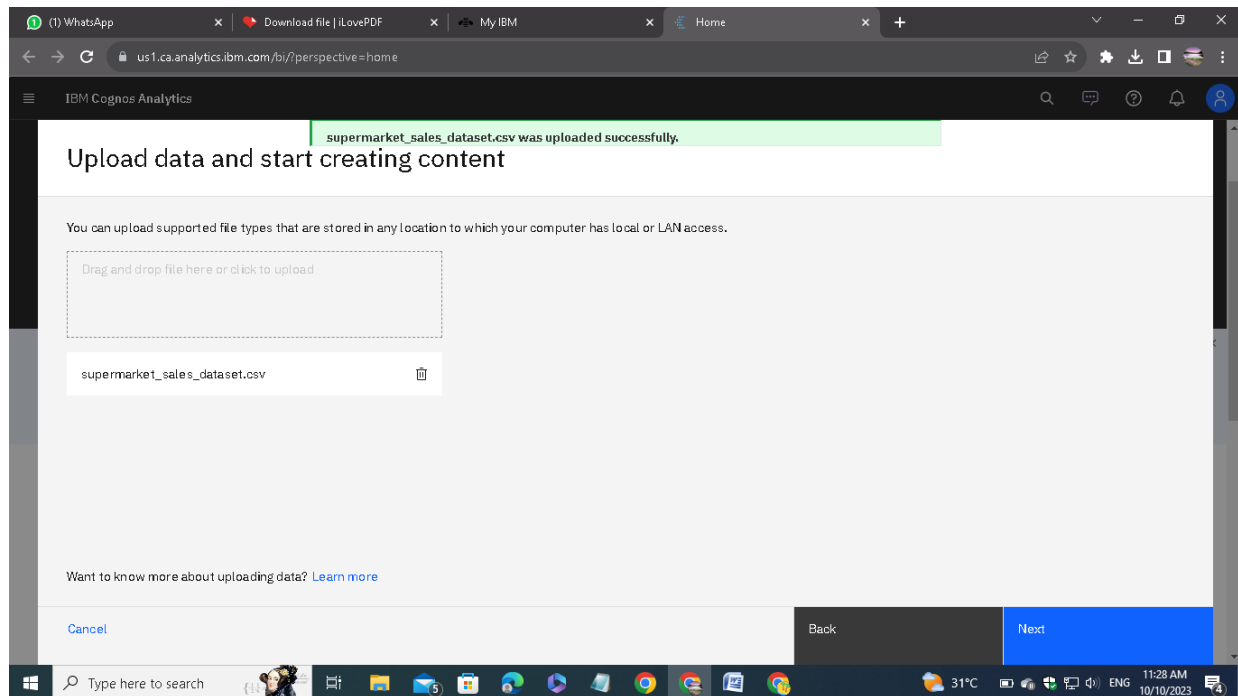 (1) WhatsApp
Download file | iLovePDF
My IBM
Home
us1.ca.analytics.ibm.com/bi/?perspective=home
IBM Cognos Analytics
supermarket_sales_dataset.csv was uploaded successfully.
Upload data and start creating content
You can upload supported file types that are stored in any location to which your computer has local or LAN access.
Drag and drop file here or click to upload
supermarket_sales_dataset.csv
Want to know more about uploading data? Learn more
Cancel
Back
Next
Type here to search
5
31°C
ENG
11:28 AM
10/10/2023
4